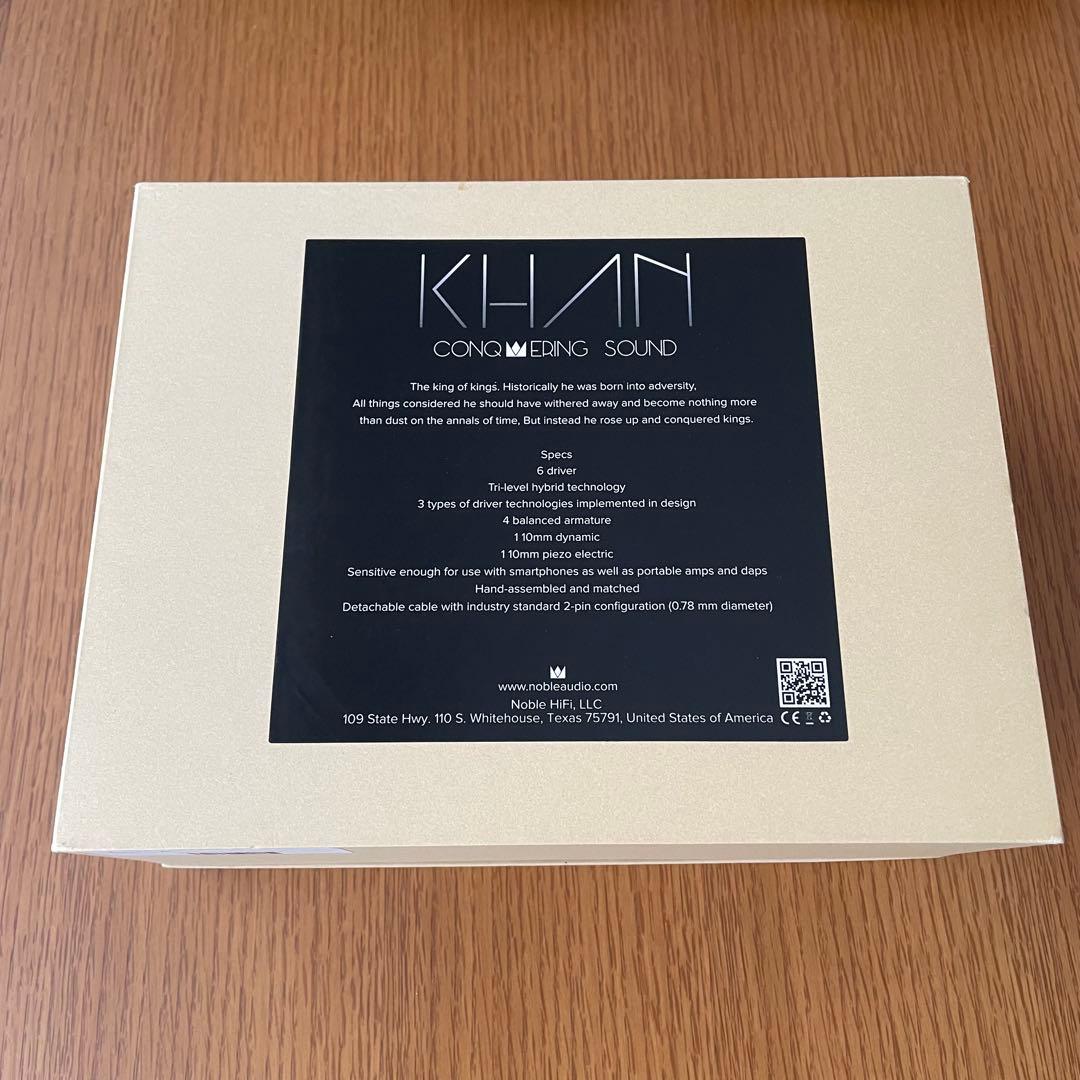 KHAN
CONQ ERING SOUND
The king of kings. Historically he was born into adversity,
All things considered he should have withered away and become nothing more
than dust on the annals of time, But instead he rose up and conquered kings.
Specs
6 driver
Tri-level hybrid technology
3 types of driver technologies implemented in design
4 balanced armature
1 10mm dynamic
1 10mm piezo electric
Sensitive enough for use with smartphones as well as portable amps and daps
Hand-assembled and matched
Detachable cable with industry standard 2-pin configuration (0.78 mm diameter)
www.nobleaudio.com
Noble HiFi, LLC
109 State Hwy. 110 S. Whitehouse, Texas 75791, United States of America CE